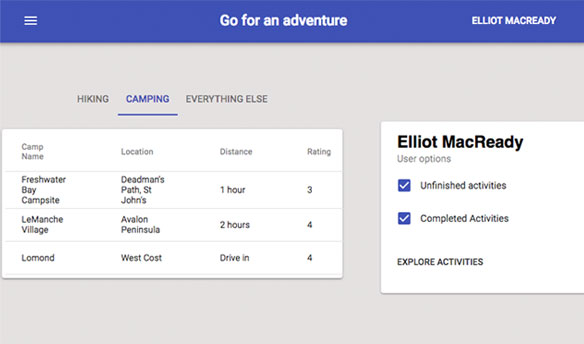 Go for an adventure
ELLIOT MACREADY
HIKING CAMPING EVERYTHING ELSE
Camp
Name Location Distance Rating
Freshwater
Bay
Campsite Deadman's
Path, St
John's 1 hour 3
LeManche
Village Avalon
Peninsula 2 hours 4
Lomond West Cost Drive in 4
Elliot MacReady
User options
Unfinished activities
Completed Activities
EXPLORE ACTIVITIES